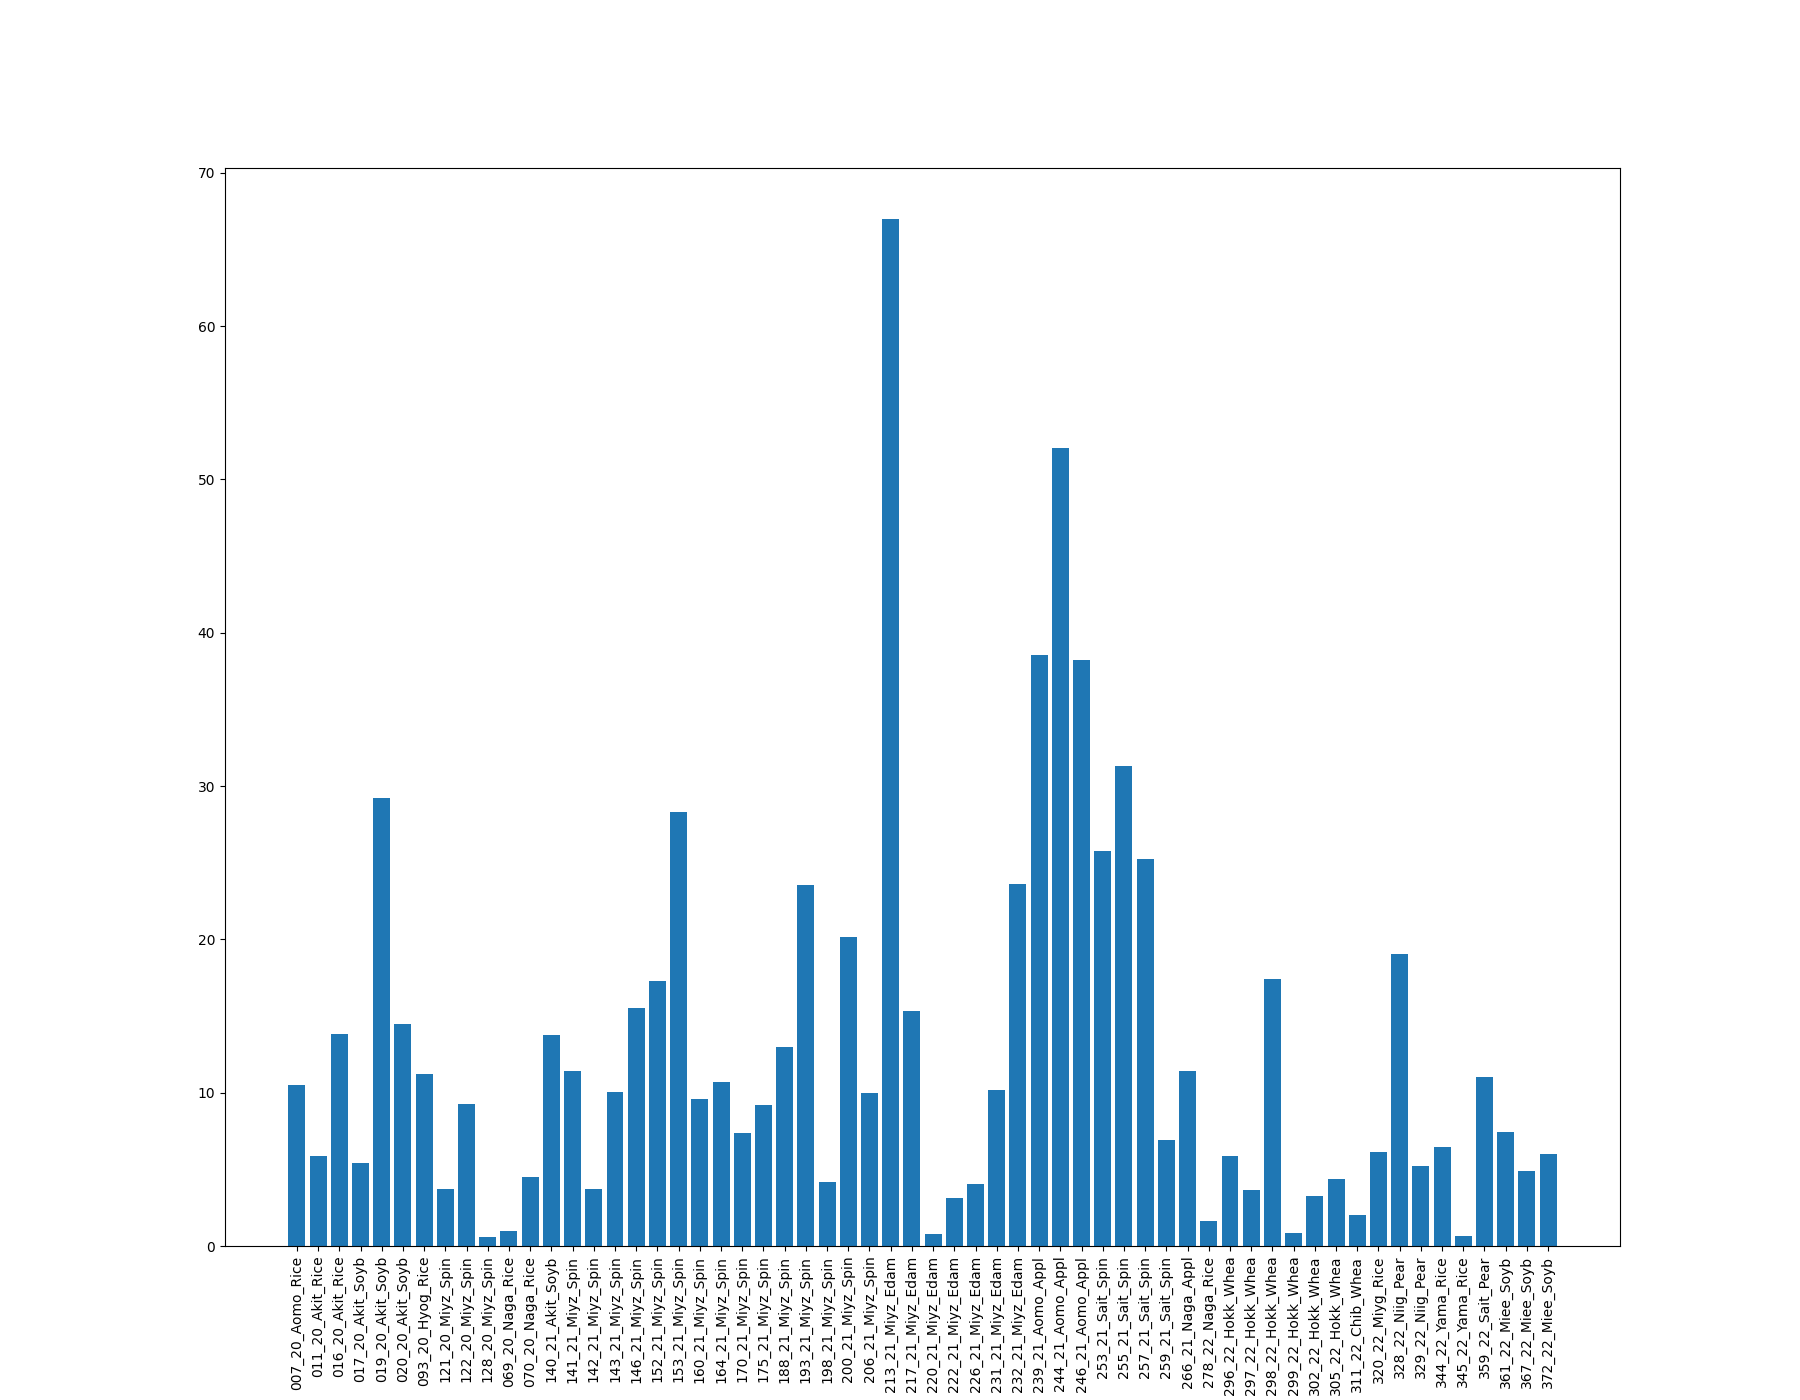 70
60
50
40
30
20
10
0
007_20_Aomo_Rice
011_20_Akit_Rice
016_20_Akit_Rice
017_20_Akit_Soyb
019_20_Akit_Soyb
020_20_Akit_Soyb
093_20_Hyog_Rice
121_20_Miyz_Spin
122_20_Miyz_Spin
128_20_Miyz_Spin
069_20_Naga_Rice
070_20_Naga_Rice
140_21_Akit_Soyb
141_21_Miyz_Spin
142_21_Miyz_Spin
143_21_Miyz_Spin
146_21_Miyz_Spin
152_21_Miyz_Spin
153_21_Miyz_Spin
160_21_Miyz_Spin
164_21_Miyz_Spin
170_21_Miyz_Spin
175_21_Miyz_Spin
188_21_Miyz_Spin
193_21_Miyz_Spin
198_21_Miyz_Spin
200_21_Miyz_Spin
206_21_Miyz_Spin
213_21_Miyz_Edam
217_21_Miyz_Edam
220_21_Miyz_Edam
222_21_Miyz_Edam
226_21_Miyz_Edam
231_21_Miyz_Edam
232_21_Miyz_Edam
239_21_Aomo_Appl
244_21_Aomo_Appl
246_21_Aomo_Appl
253_21_Sait_Spin
255_21_Sait_Spin
257_21_Sait_Spin
259_21_Sait_Spin
266_21_Naga_Appl
278_22_Naga_Rice
296_22_Hokk_Whea
297_22_Hokk_Whea
298_22_Hokk_Whea
299_22_Hokk_Whea
302_22_Hokk_Whea
305_22_Hokk_Whea
311_22_Chib_Whea
320_22_Miyg_Rice
328_22_Niig_Pear
329_22_Niig_Pear
344_22_Yama_Rice
345_22_Yama_Rice
359_22_Sait_Pear
361_22_Miee_Soyb
367_22_Miee_Soyb
372_22_Miee_Soyb